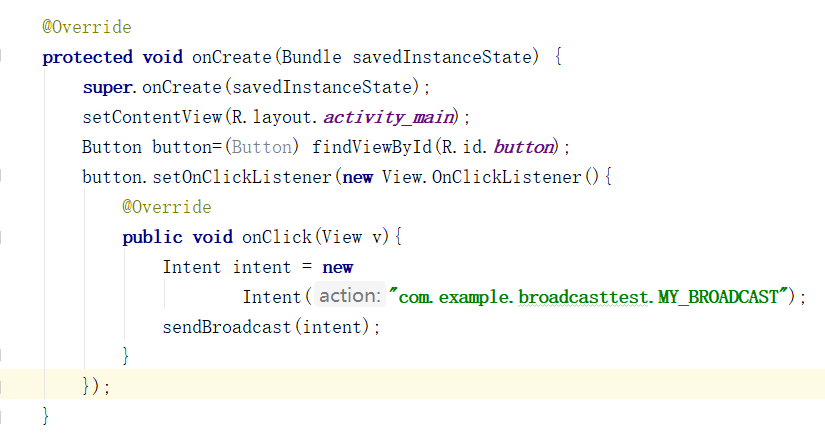 @Override
protected void onCreate(Bundle savedInstanceState) {
super.onCreate(savedInstanceState);
setContentView(R.layout.activity_main);
Button button=(Button) findViewById(R.id.button);
button.setOnClickListener(new View.OnClickListener(){
@Override
public void onClick(View v){
Intent intent = new
Intent( action: "com.example.broadcasttest.MY_BROADCAST");
sendBroadcast(intent);
}
});
}